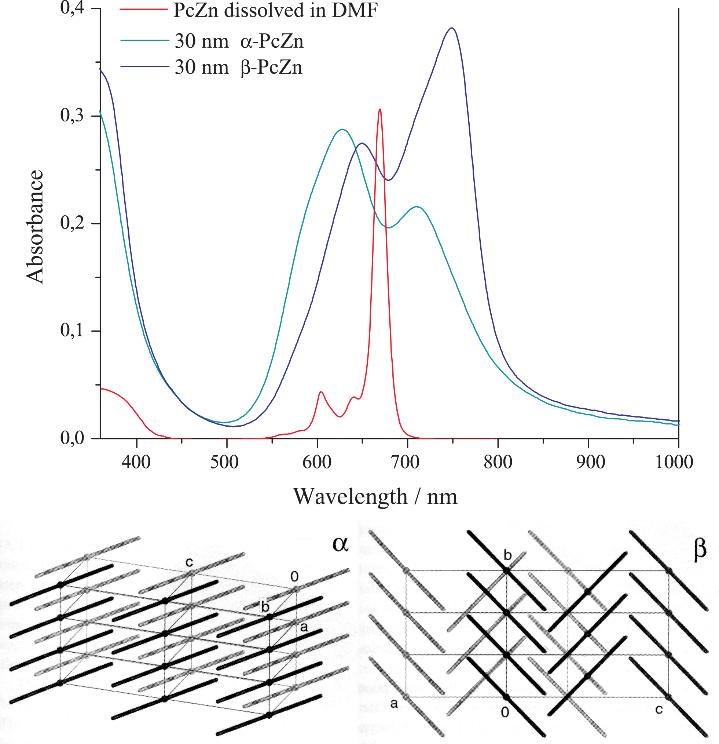 0,4
PcZn dissolved in DMF
30 nm α-PcZn
30 nm β-PcZn
0,3
0,2
0,1
0,0
Absorbance
400 500 600 700 800 900 1000
Wavelength / nm
α
c
0
b
a
β
b
a
0
c